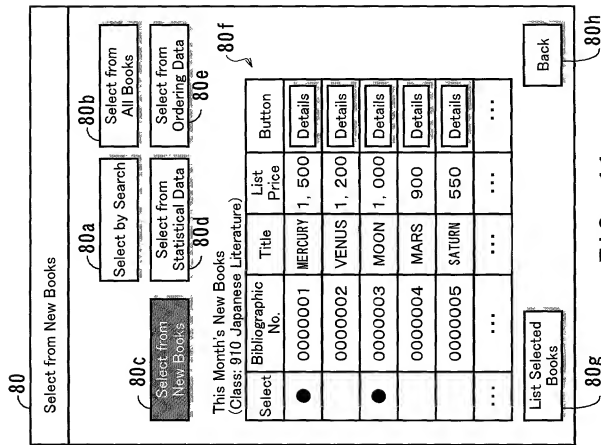 80
Select from New Books
80a
80b
Select by Search
Select from
All Books
80c
80d
80e
Select from
New Books
Select from
Statistical Data
Select from
Ordering Data
This Month's New Books
(Class: 910 Japanese Literature)
80f
Select Bibliographic No. Title List Price Button
● 0000001 MERCURY 1, 500 Details
0000002 VENUS 1, 200 Details
● 0000003 MOON 1, 000 Details
0000004 MARS 900 Details
0000005 SATURN 550 Details
... ... ... ... ...
List Selected
Books
Back
80g
80h